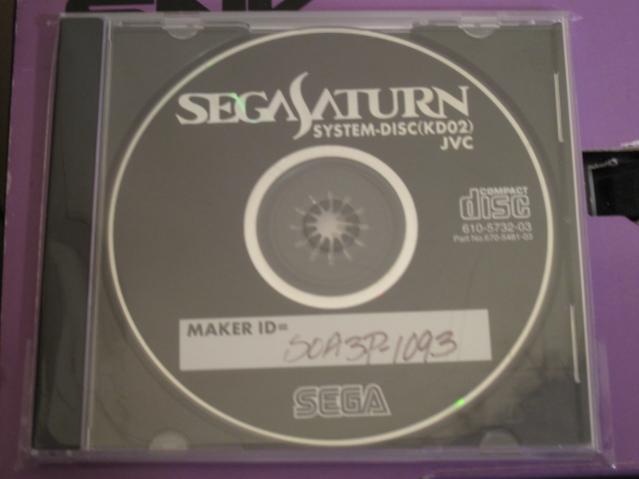 SEGA SATURN
SYSTEM-DISC(KD02)
JVC
COMPACT
disc
610-5732-03
Part No.670-5481-03
MAKER ID=
SOA3P-1093
SEGA